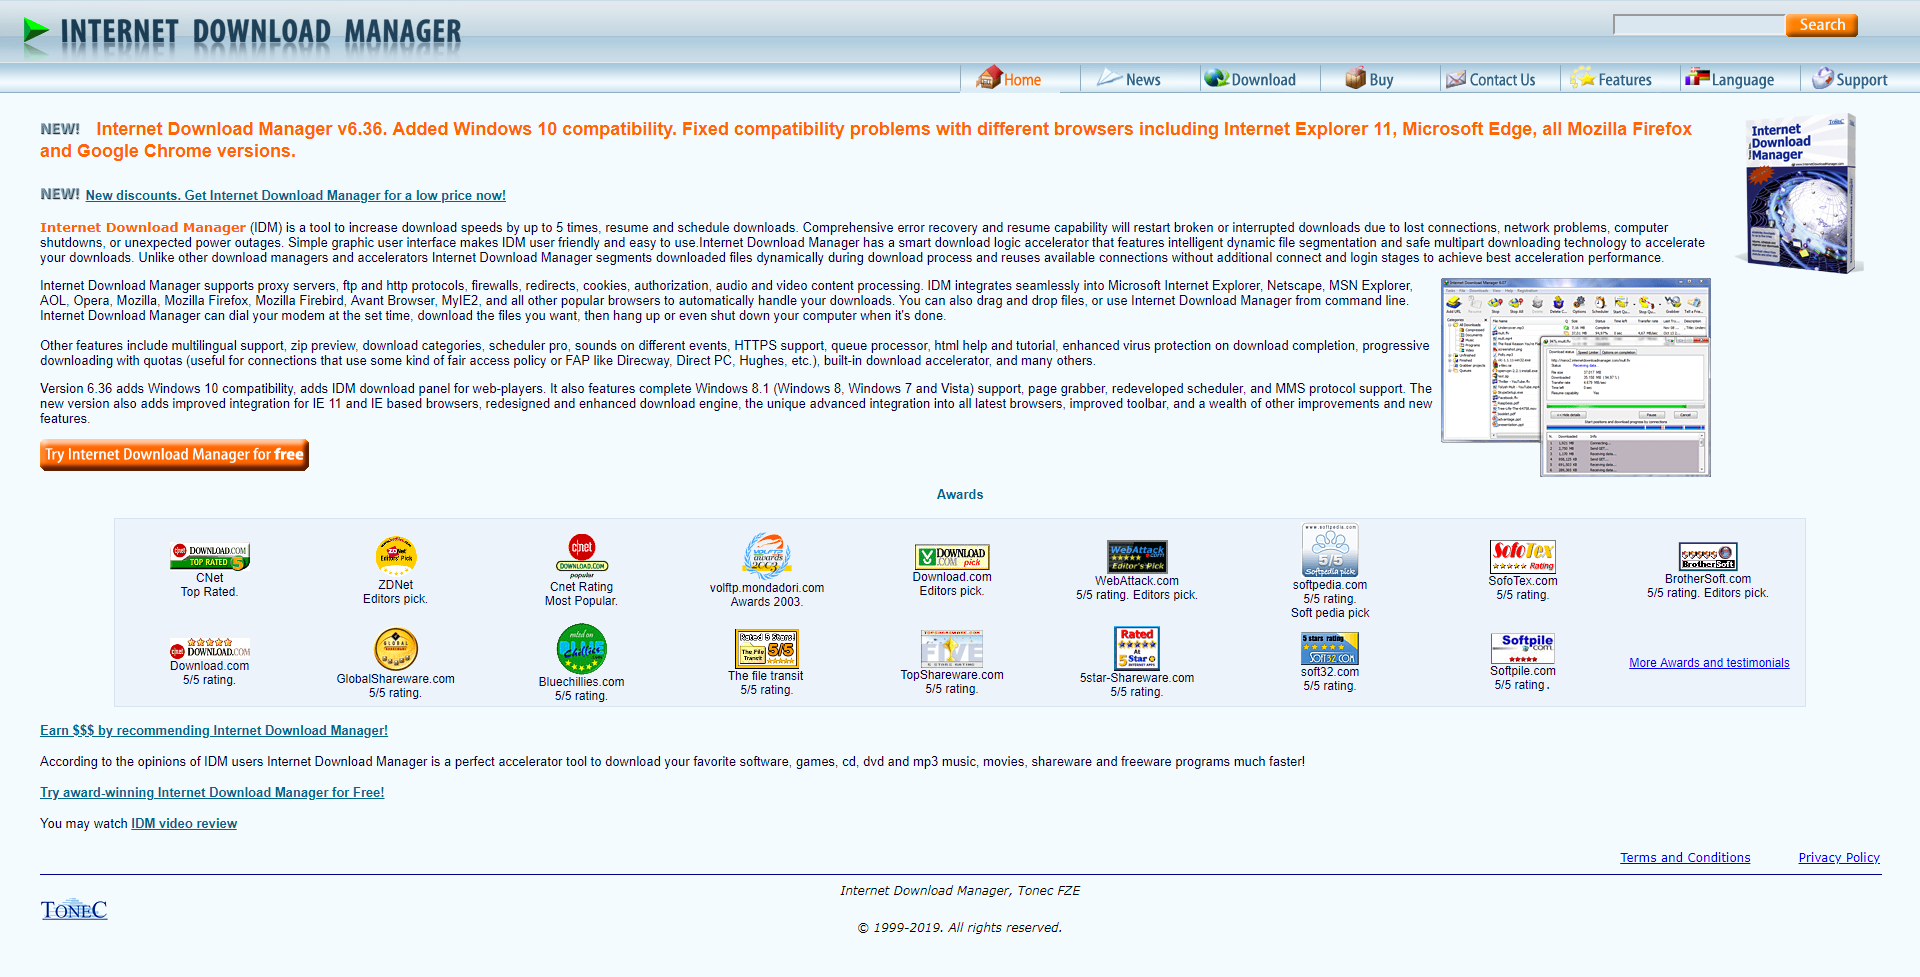 INTERNET DOWNLOAD MANAGER
Search
Home
News
Download
Buy
Contact Us
Features
Language
Support
NEW! Internet Download Manager v6.36. Added Windows 10 compatibility. Fixed compatibility problems with different browsers including Internet Explorer 11, Microsoft Edge, all Mozilla Firefox
and Google Chrome versions.
Internet
Download
Manager
NEW! New discounts. Get Internet Download Manager for a low price now!
Internet Download Manager (IDM) is a tool to increase download speeds by up to 5 times, resume and schedule downloads. Comprehensive error recovery and resume capability will restart broken or interrupted downloads due to lost connections, network problems, computer
shutdowns, or unexpected power outages. Simple graphic user interface makes IDM user friendly and easy to use.Internet Download Manager has a smart download logic accelerator that features intelligent dynamic file segmentation and safe multipart downloading technology to accelerate
your downloads. Unlike other download managers and accelerators Internet Download Manager segments downloaded files dynamically during download process and reuses available connections without additional connect and login stages to achieve best acceleration performance.
Internet Download Manager supports proxy servers, ftp and http protocols, firewalls, redirects, cookies, authorization, audio and video content processing. IDM integrates seamlessly into Microsoft Internet Explorer, Netscape, MSN Explorer,
AOL, Opera, Mozilla, Mozilla Firefox, Mozilla Firebird, Avant Browser, MyIE2, and all other popular browsers to automatically handle your downloads. You can also drag and drop files, or use Internet Download Manager from command line.
Internet Download Manager can dial your modem at the set time, download the files you want, then hang up or even shut down your computer when it's done.
Other features include multilingual support, zip preview, download categories, scheduler pro, sounds on different events, HTTPS support, queue processor, html help and tutorial, enhanced virus protection on download completion, progressive
downloading with quotas (useful for connections that use some kind of fair access policy or FAP like Direcway, Direct PC, Hughes, etc.), built-in download accelerator, and many others.
Version 6.36 adds Windows 10 compatibility, adds IDM download panel for web-players. It also features complete Windows 8.1 (Windows 8, Windows 7 and Vista) support, page grabber, redeveloped scheduler, and MMS protocol support. The
new version also adds improved integration for IE 11 and IE based browsers, redesigned and enhanced download engine, the unique advanced integration into all latest browsers, improved toolbar, and a wealth of other improvements and new
features.
Try Internet Download Manager for free
Awards
CNet
Top Rated.
ZDNet
Editors pick.
Cnet Rating
Most Popular.
volftp.mondadori.com
Awards 2003.
Download.com
Editors pick.
WebAttack.com
5/5 rating. Editors pick.
softpedia.com
5/5 rating.
Soft pedia pick
SofoTex.com
5/5 rating.
BrotherSoft.com
5/5 rating. Editors pick.
Download.com
5/5 rating.
GlobalShareware.com
5/5 rating.
Bluechillies.com
5/5 rating.
The file transit
5/5 rating.
TopShareware.com
5/5 rating.
5star-Shareware.com
5/5 rating.
soft32.com
5/5 rating.
Softpile.com
5/5 rating.
More Awards and testimonials
Earn $$$ by recommending Internet Download Manager!
According to the opinions of IDM users Internet Download Manager is a perfect accelerator tool to download your favorite software, games, cd, dvd and mp3 music, movies, shareware and freeware programs much faster!
Try award-winning Internet Download Manager for Free!
You may watch IDM video review
Terms and Conditions
Privacy Policy
Internet Download Manager, Tonec FZE
TONEC
© 1999-2019. All rights reserved.